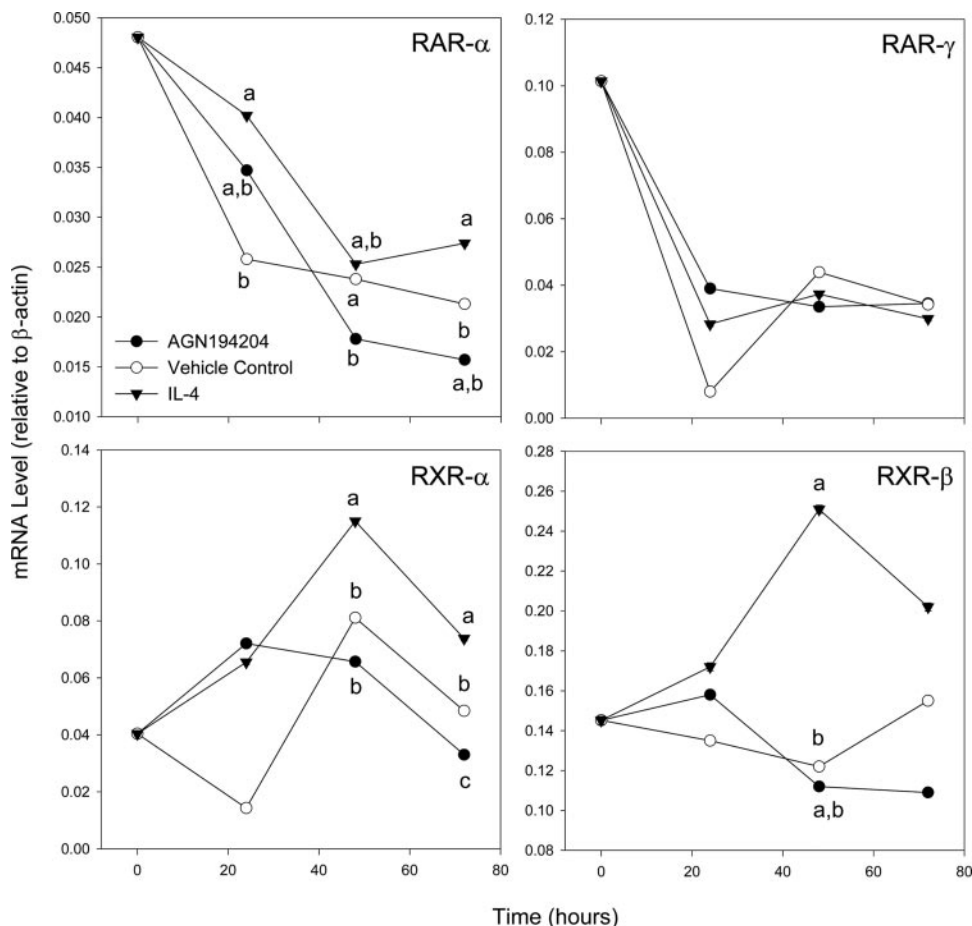 mRNA Level (relative to β-actin)
RAR-α
0.050
0.045
0.040
0.035
0.030
0.025
0.020
0.015
0.010
a
a,b
b
a,b
a
b
a
b
a,b
AGN194204
Vehicle Control
IL-4
RAR-γ
0.12
0.10
0.08
0.06
0.04
0.02
0.00
RXR-α
0.14
0.12
0.10
0.08
0.06
0.04
0.02
0.00
a
b
b
a
b
c
0 20 40 60 80
RXR-β
0.28
0.26
0.24
0.22
0.20
0.18
0.16
0.14
0.12
0.10
0.08
a
b
a,b
0 20 40 60 80
Time (hours)